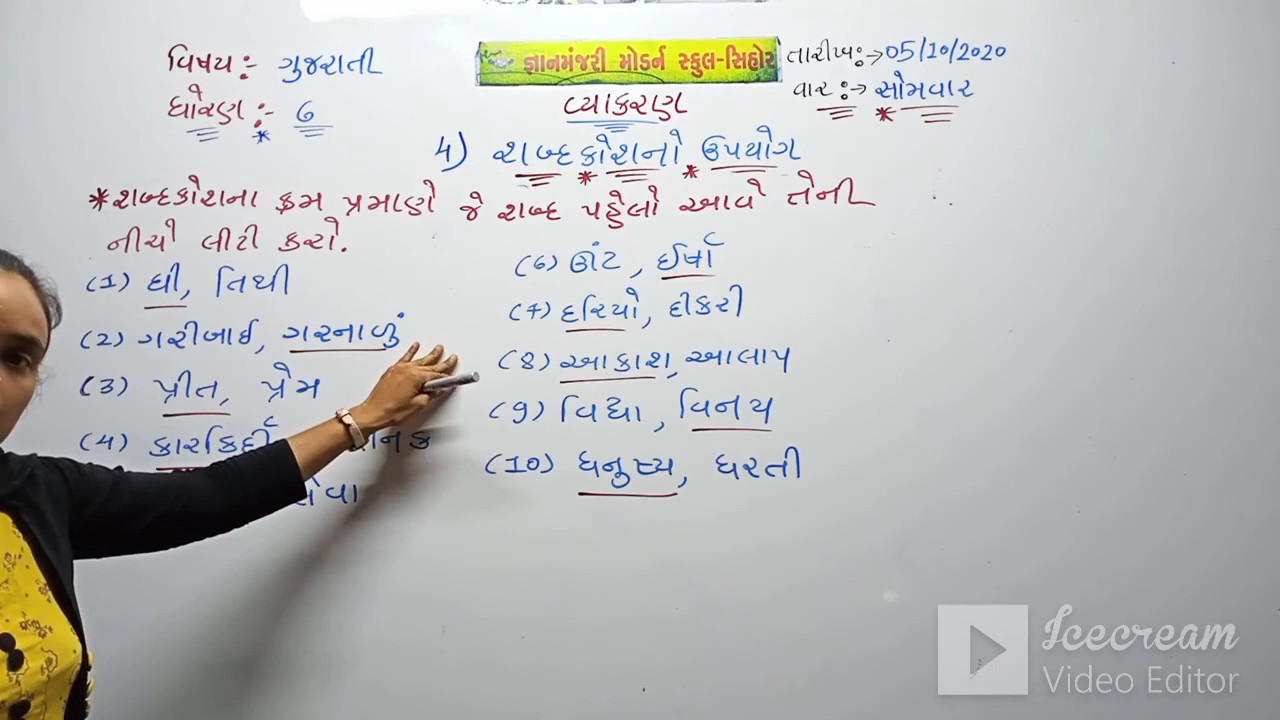 વિષય:- ગુજરાતી
ધોરણ :- ૭
જ્ઞાનમંજરી મોડર્ન સ્કુલ-સિહોર
તારીખ:→05/10/2020
વાર:→ સોમવાર
વ્યાકરણ
4) શબ્દકોશનો ઉપયોગ
*શબ્દકોશના ક્રમ પ્રમાણે જે શબ્દ પહેલો આવે તેની
નીચે લીટી કરો.
(1) ઘી, તિથી
(2) ગરીબાઈ, ગરનાળું
(3) પ્રીત, પ્રેમ
(4) કારકિર્દી
(6) ઊંટ, ઈર્ષા
(7) દરિયો, દીકરી
(8) આકાશ, આલાપ
(9) વિદ્યા, વિનય
(10) ધનુષ્ય, ધરતી
Icecream
Video Editor